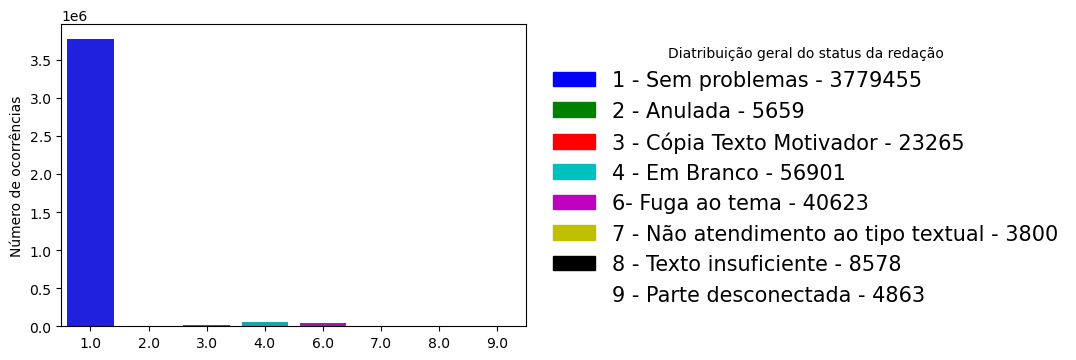 1e6
3.5
3.0
2.5
2.0
1.5
1.0
0.5
0.0
Número de ocorrências
1.0 2.0 3.0 4.0 6.0 7.0 8.0 9.0
Diatribuição geral do status da redação
1 - Sem problemas - 3779455
2 - Anulada - 5659
3 - Cópia Texto Motivador - 23265
4 - Em Branco - 56901
6- Fuga ao tema - 40623
7 - Não atendimento ao tipo textual - 3800
8 - Texto insuficiente - 8578
9 - Parte desconectada - 4863